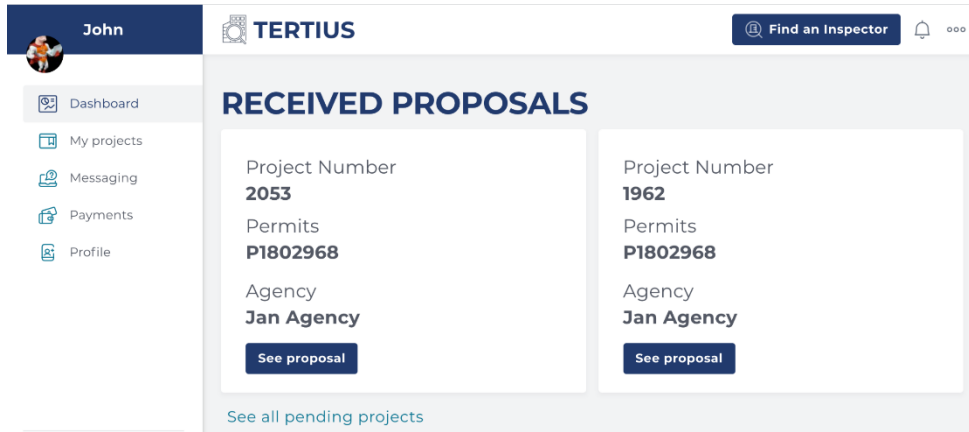 John
TERTIUS
Find an Inspector
Dashboard
My projects
Messaging
Payments
Profile
RECEIVED PROPOSALS
Project Number
2053
Permits
P1802968
Agency
Jan Agency
See proposal
Project Number
1962
Permits
P1802968
Agency
Jan Agency
See proposal
See all pending projects